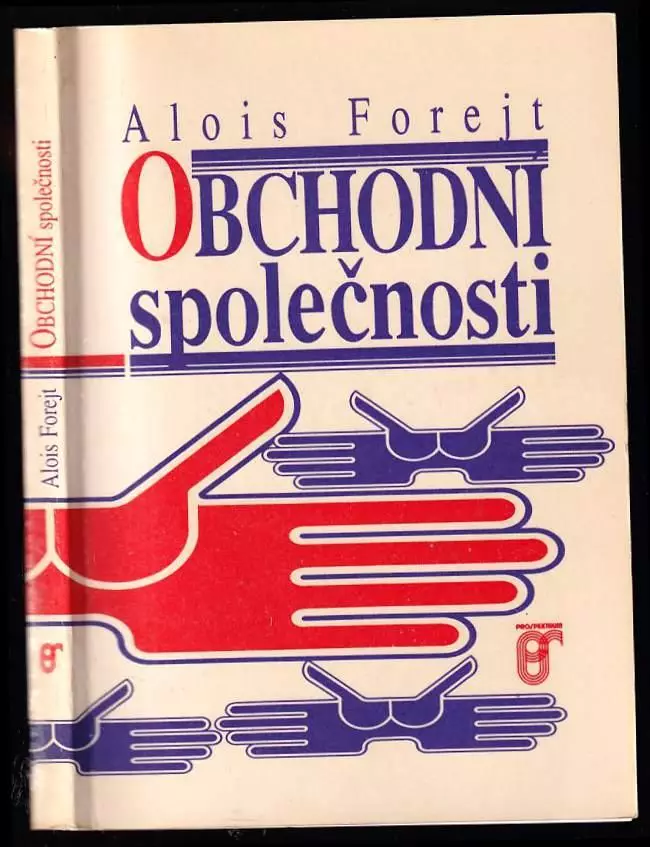 Alois Forejt
OBCHODNÍ
společnosti
Alois Forejt OBCHODNÍ společnosti
PROSPEKTRUM